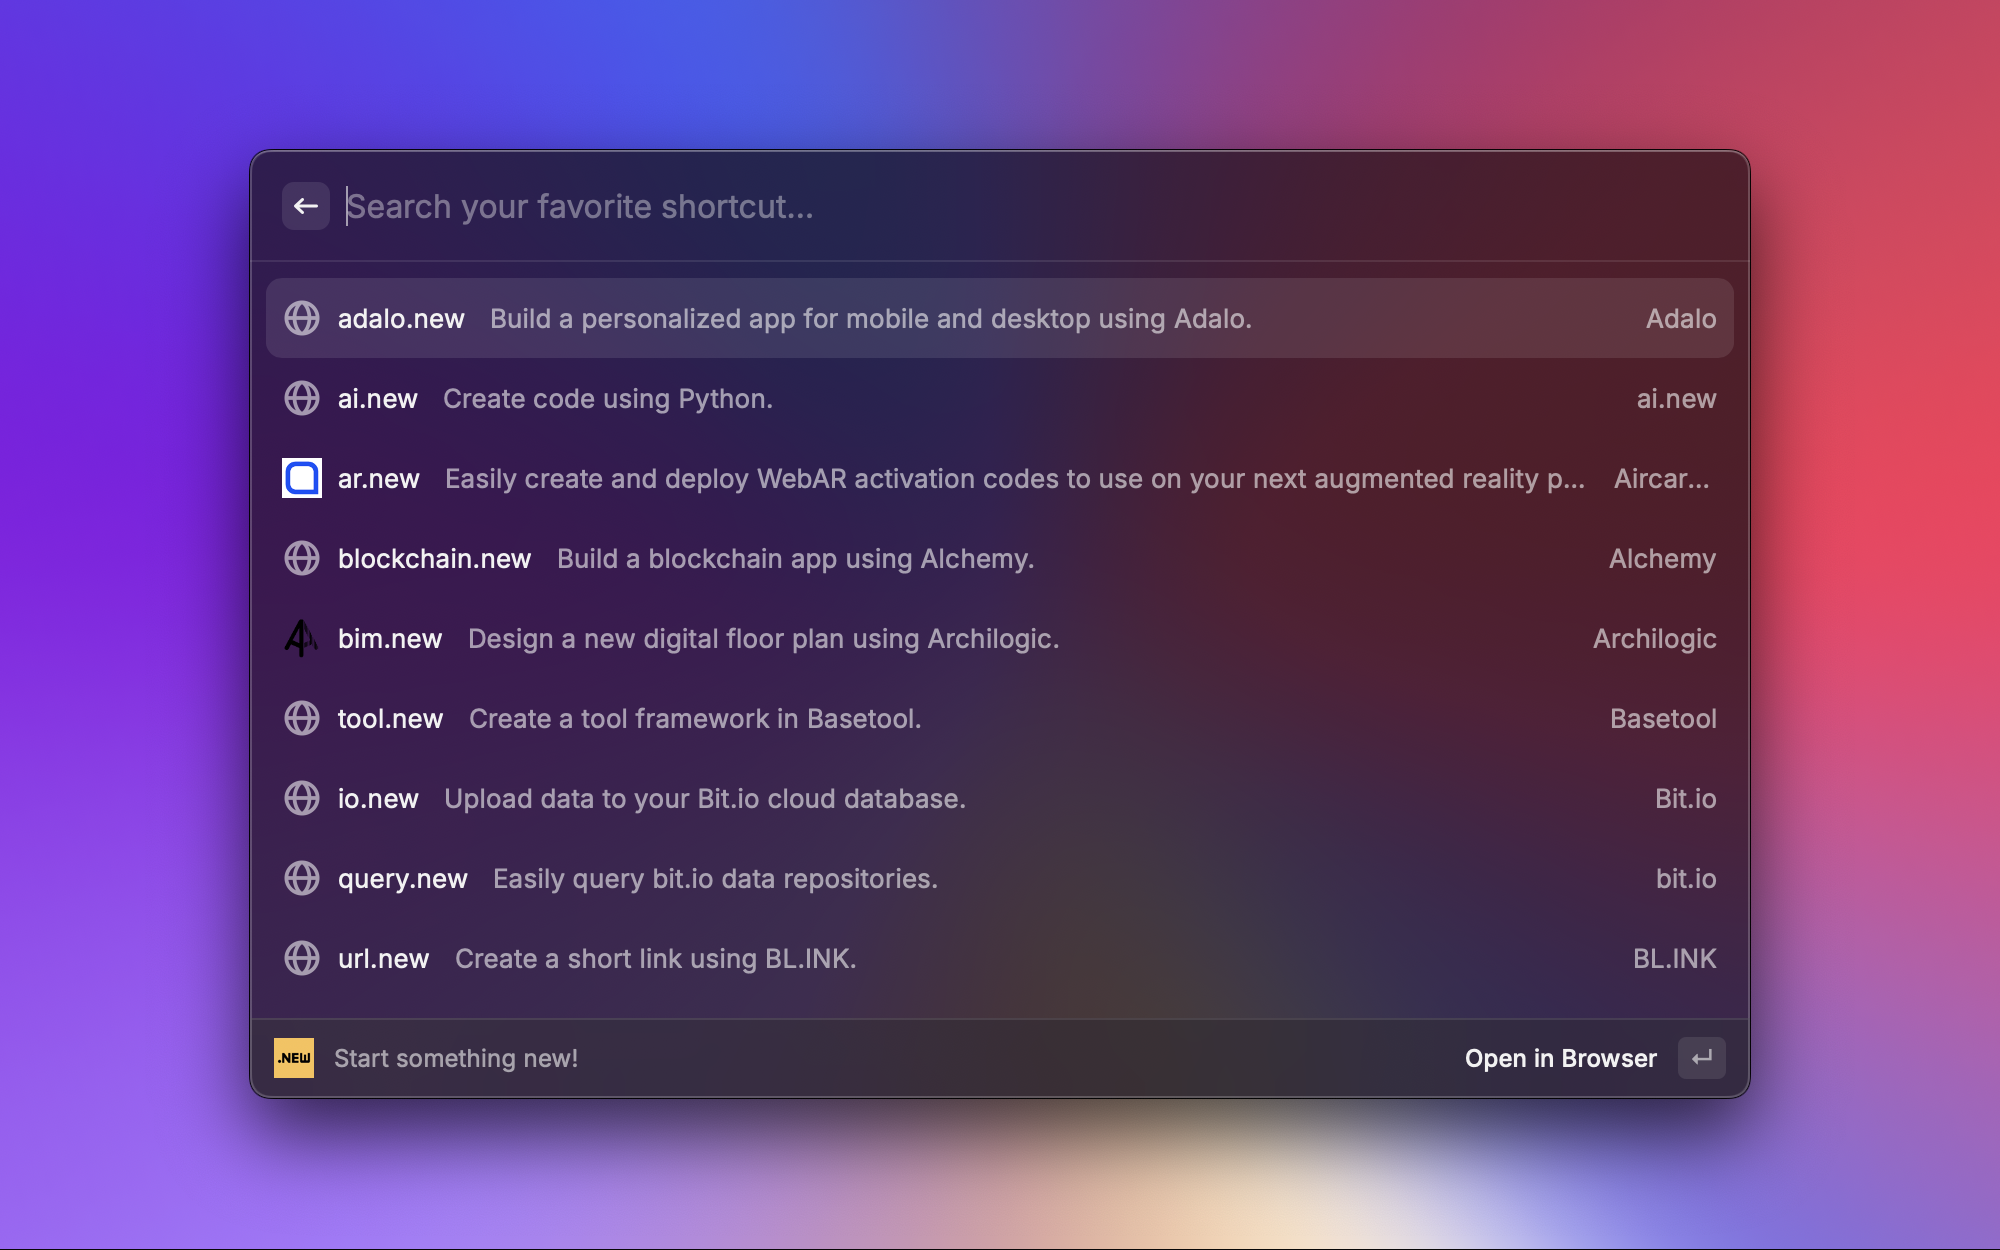 Search your favorite shortcut...
adalo.new Build a personalized app for mobile and desktop using Adalo. Adalo
ai.new Create code using Python. ai.new
ar.new Easily create and deploy WebAR activation codes to use on your next augmented reality p... Aircar...
blockchain.new Build a blockchain app using Alchemy. Alchemy
bim.new Design a new digital floor plan using Archilogic. Archilogic
tool.new Create a tool framework in Basetool. Basetool
io.new Upload data to your Bit.io cloud database. Bit.io
query.new Easily query bit.io data repositories. bit.io
url.new Create a short link using BL.INK. BL.INK
.NEW Start something new! Open in Browser